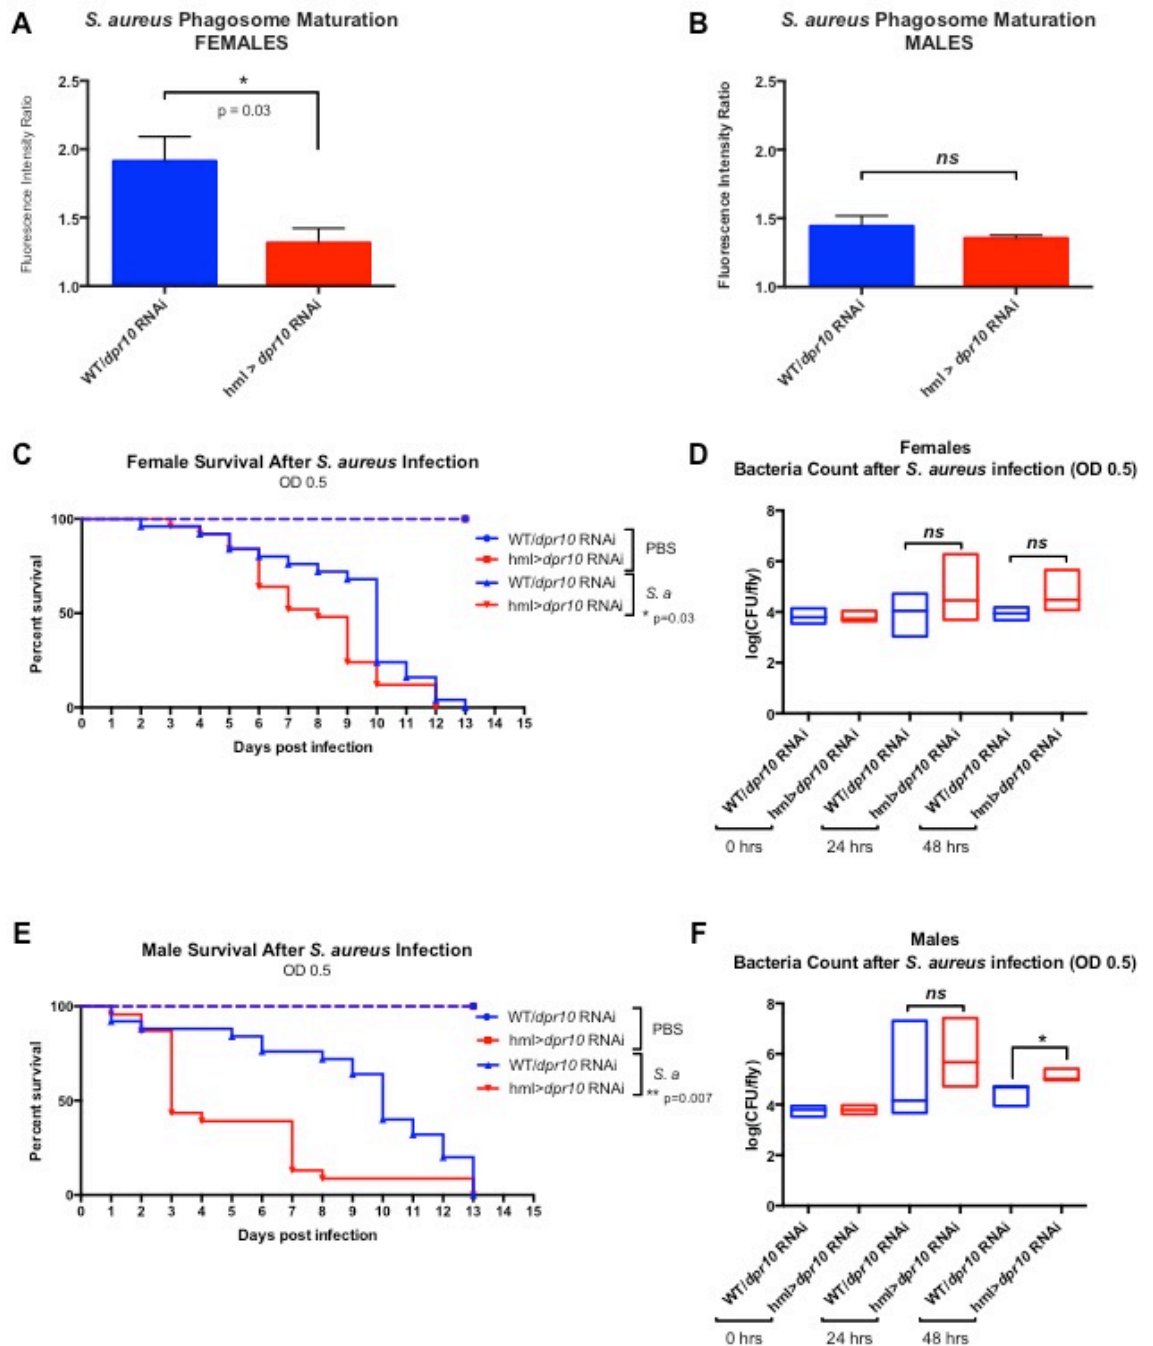 A
S. aureus Phagosome Maturation
FEMALES
2.5
2.0
1.5
1.0
Fluorescence Intensity Ratio
*
p = 0.03
WT/dpr10 RNAi
hml > dpr10 RNAi
B
S. aureus Phagosome Maturation
MALES
2.5
2.0
1.5
1.0
Fluorescence Intensity Ratio
ns
WT/dpr10 RNAi
hml > dpr10 RNAi
C
Female Survival After S. aureus Infection
OD 0.5
100
50
0
Percent survival
0 1 2 3 4 5 6 7 8 9 10 11 12 13 14 15
Days post infection
WT/dpr10 RNAi
hml>dpr10 RNAi
PBS
WT/dpr10 RNAi
hml>dpr10 RNAi
S. a
* p=0.03
D
Females
Bacteria Count after S. aureus infection (OD 0.5)
8
6
4
2
0
log(CFU/fly)
ns
ns
WT/dpr10 RNAi
hml>dpr10 RNAi
WT/dpr10 RNAi
hml>dpr10 RNAi
WT/dpr10 RNAi
hml>dpr10 RNAi
0 hrs
24 hrs
48 hrs
E
Male Survival After S. aureus Infection
OD 0.5
100
50
0
Percent survival
0 1 2 3 4 5 6 7 8 9 10 11 12 13 14 15
Days post infection
WT/dpr10 RNAi
hml>dpr10 RNAi
PBS
WT/dpr10 RNAi
hml>dpr10 RNAi
S. a
** p=0.007
F
Males
Bacteria Count after S. aureus infection (OD 0.5)
8
6
4
2
0
log(CFU/fly)
ns
*
WT/dpr10 RNAi
hml>dpr10 RNAi
WT/dpr10 RNAi
hml>dpr10 RNAi
WT/dpr10 RNAi
hml>dpr10 RNAi
0 hrs
24 hrs
48 hrs